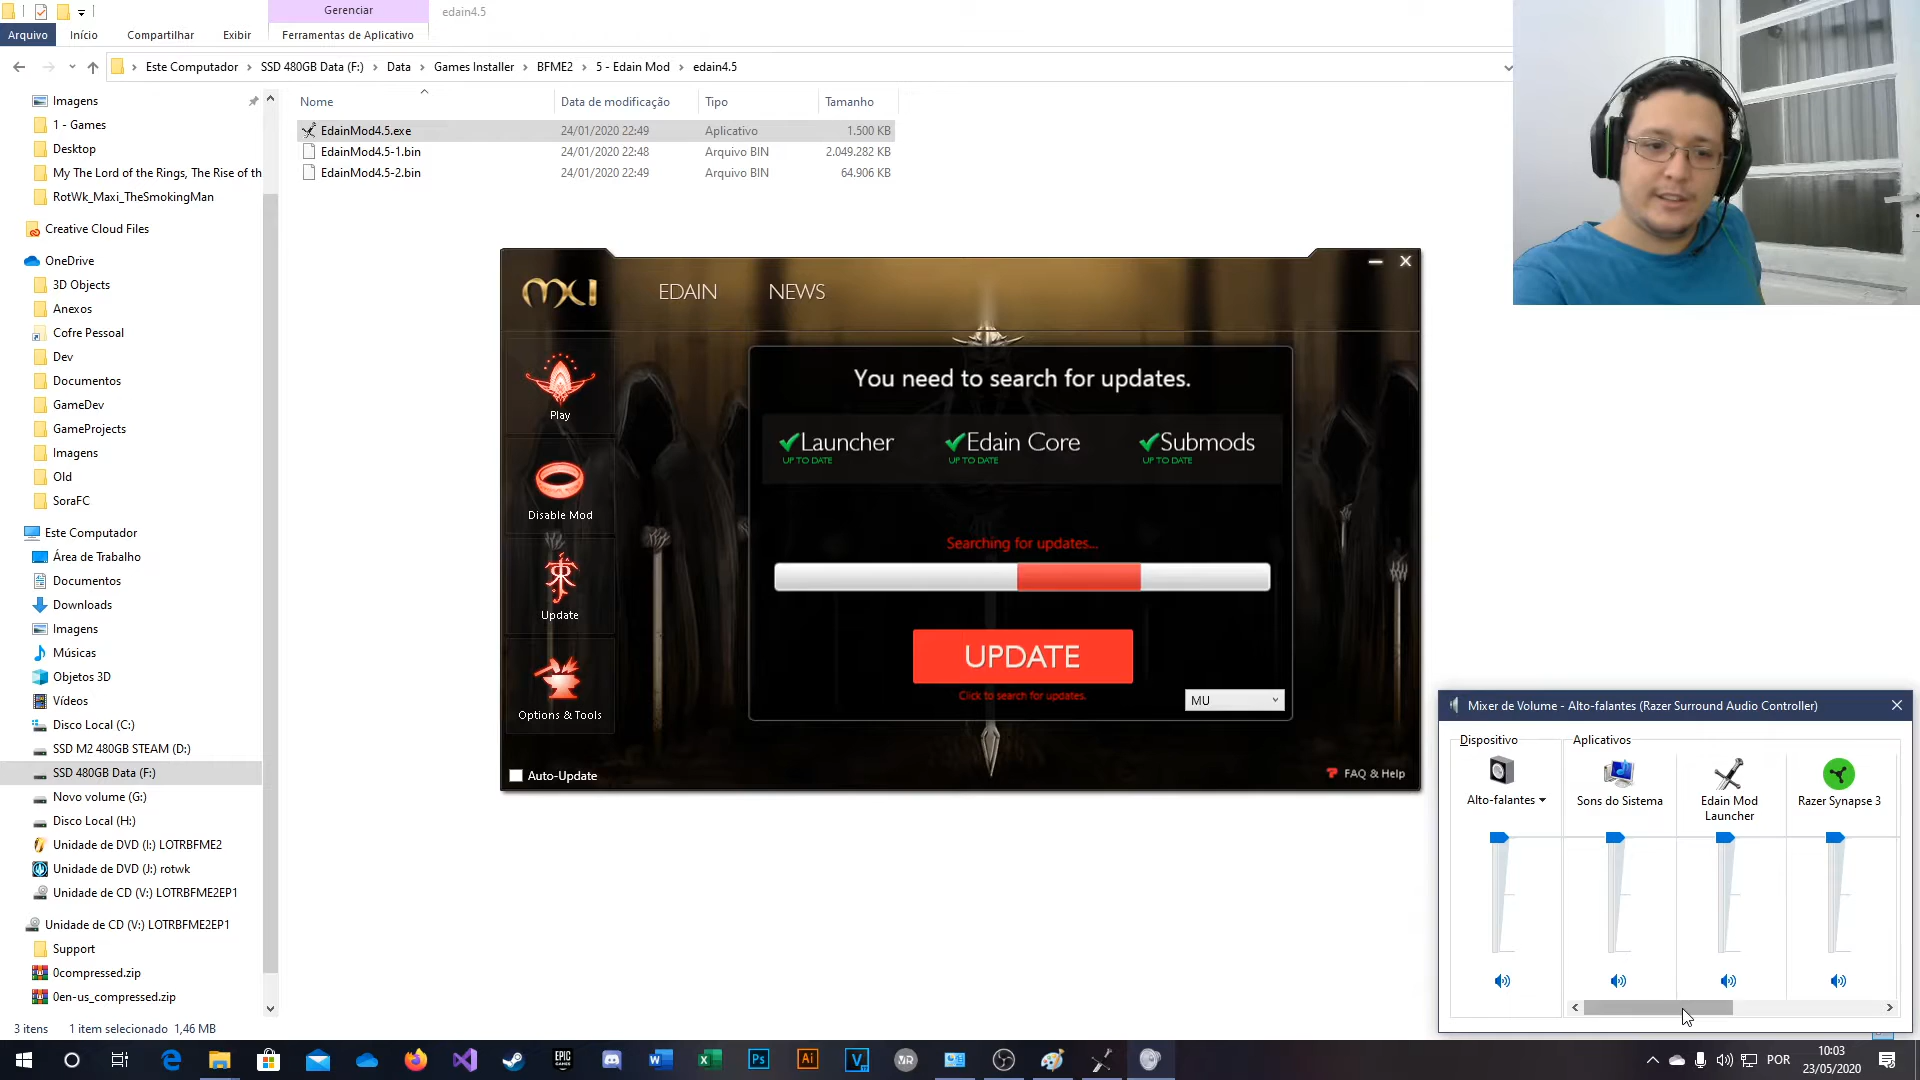 Gerenciar
edain4.5
Arquivo
Início
Compartilhar
Exibir
Ferramentas de Aplicativo
Este Computador > SSD 480GB Data (F:) > Data > Games Installer > BFME2 > 5 - Edain Mod > edain4.5
Nome
Data de modificação
Tipo
Tamanho
EdainMod4.5.exe 24/01/2020 22:49 Aplicativo 1.500 KB
EdainMod4.5-1.bin 24/01/2020 22:48 Arquivo BIN 2.049.282 KB
EdainMod4.5-2.bin 24/01/2020 22:49 Arquivo BIN 64.906 KB
Imagens
1 - Games
Desktop
My The Lord of the Rings, The Rise of th
RotWk_Maxi_TheSmokingMan
Creative Cloud Files
OneDrive
3D Objects
Anexos
Cofre Pessoal
Dev
Documentos
GameDev
GameProjects
Imagens
Old
SoraFC
Este Computador
Área de Trabalho
Documentos
Downloads
Imagens
Músicas
Objetos 3D
Vídeos
Disco Local (C:)
SSD M2 480GB STEAM (D:)
SSD 480GB Data (F:)
Novo volume (G:)
Disco Local (H:)
Unidade de DVD (I:) LOTRBFME2
Unidade de DVD (J:) rotwk
Unidade de CD (V:) LOTRBFME2EP1
Unidade de CD (V:) LOTRBFME2EP1
Support
0compressed.zip
0en-us_compressed.zip
3 itens
1 item selecionado 1,46 MB
EDAIN
NEWS
Play
Disable Mod
Update
Options & Tools
Auto-Update
You need to search for updates.
Launcher
UP TO DATE
Edain Core
UP TO DATE
Submods
UP TO DATE
Searching for updates...
UPDATE
Click to search for updates.
MU
FAQ & Help
Mixer de Volume - Alto-falantes (Razer Surround Audio Controller)
Dispositivo
Aplicativos
Alto-falantes
Sons do Sistema
Edain Mod
Launcher
Razer Synapse 3
EPIC
GAMES
Ps
Ai
POR
10:03
23/05/2020